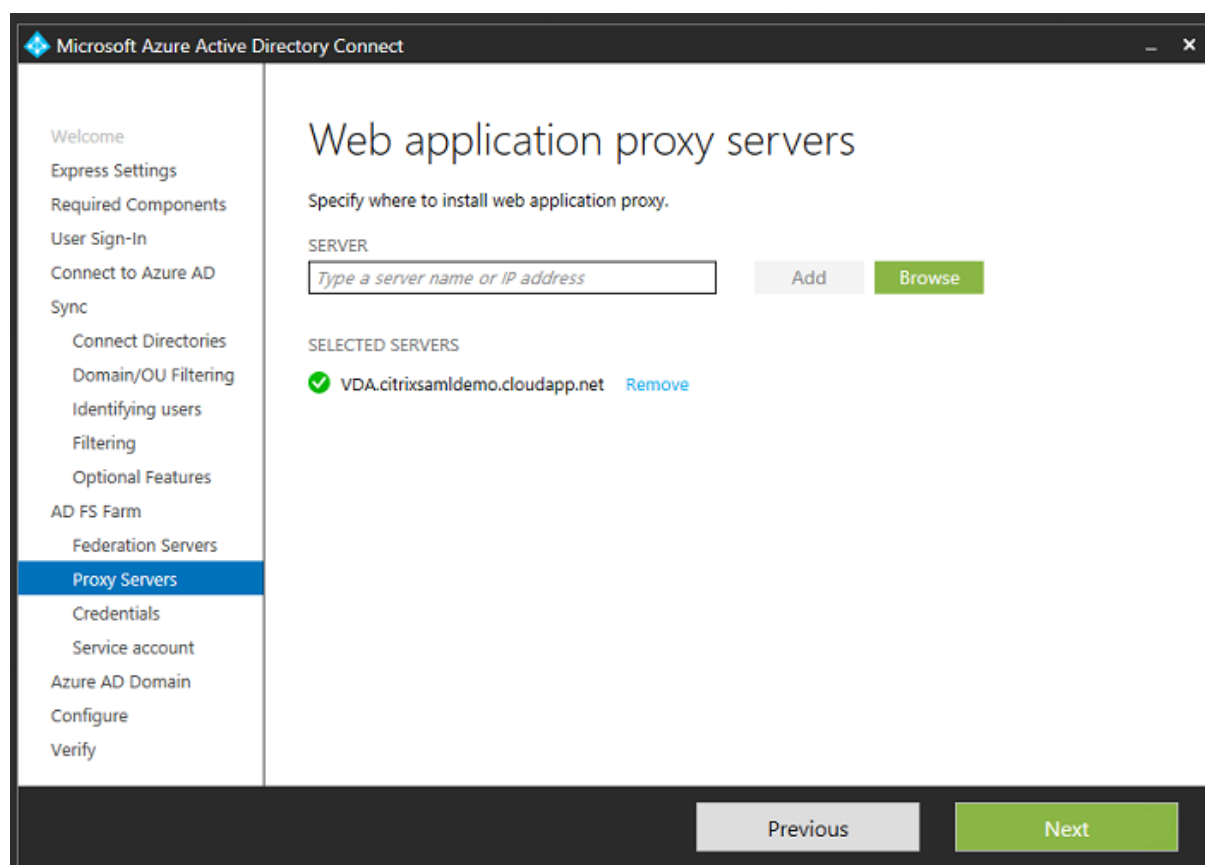 Microsoft Azure Active Directory Connect
Welcome
Express Settings
Required Components
User Sign-In
Connect to Azure AD
Sync
Connect Directories
Domain/OU Filtering
Identifying users
Filtering
Optional Features
AD FS Farm
Federation Servers
Proxy Servers
Credentials
Service account
Azure AD Domain
Configure
Verify
Web application proxy servers
Specify where to install web application proxy.
SERVER
Type a server name or IP address
Add
Browse
SELECTED SERVERS
VDA.citrixsamldemo.cloudapp.net Remove
Previous
Next